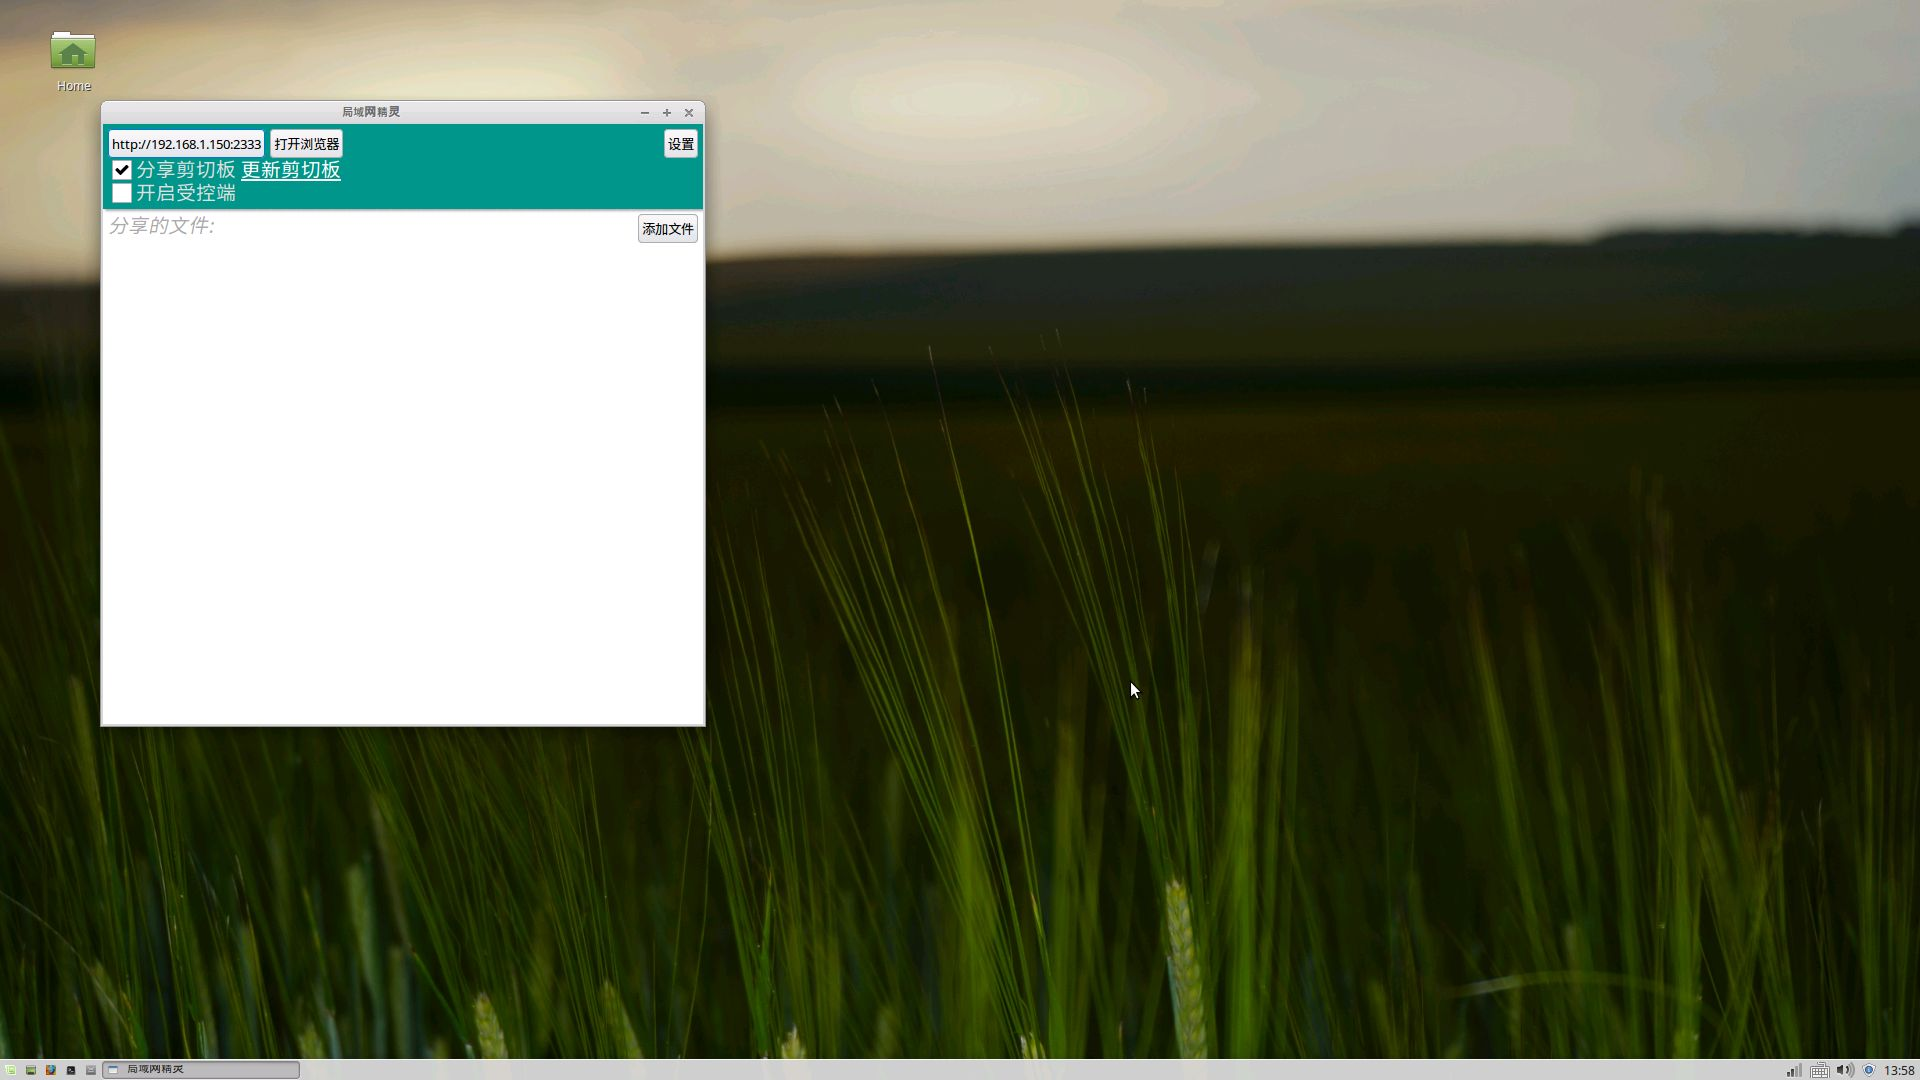 Home
局域网精灵
http://192.168.1.150:2333 打开浏览器 设置
分享剪切板 更新剪切板
开启受控端
分享的文件: 添加文件
局域网精灵 13:58